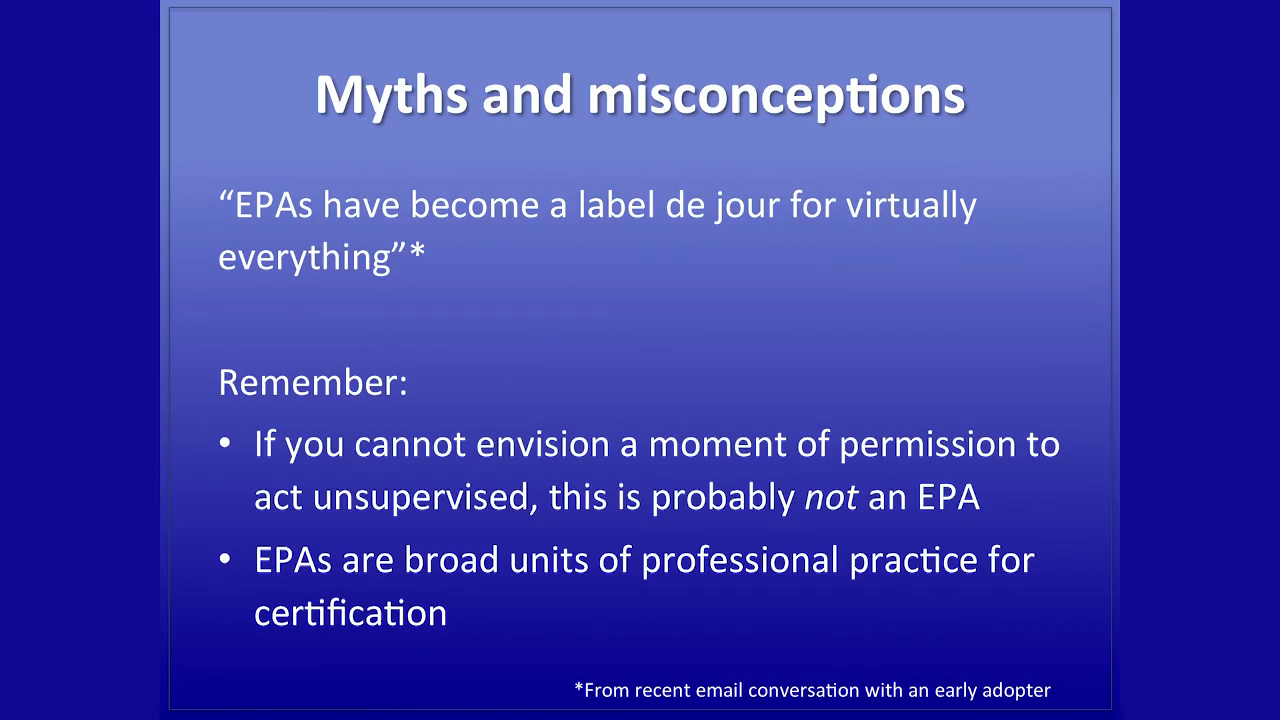 Myths and misconceptions
“EPAs have become a label de jour for virtually
everything”*
Remember:
• If you cannot envision a moment of permission to
act unsupervised, this is probably not an EPA
• EPAs are broad units of professional practice for
certification
*From recent email conversation with an early adopter